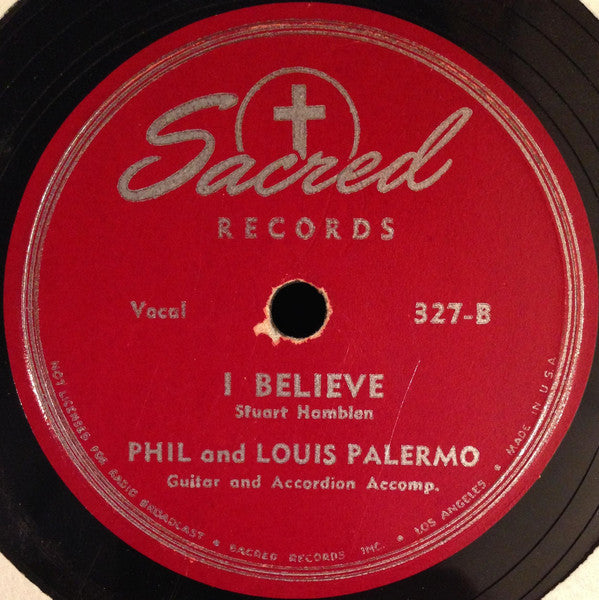 Sacred
RECORDS
Vocal
327-B
I BELIEVE
Stuart Hamblen
PHIL and LOUIS PALERMO
Guitar and Accordion Accomp.
NOT LICENSED FOR RADIO BROADCAST ★ SACRED RECORDS INC. ★ LOS ANGELES ★ MADE IN U.S.A.